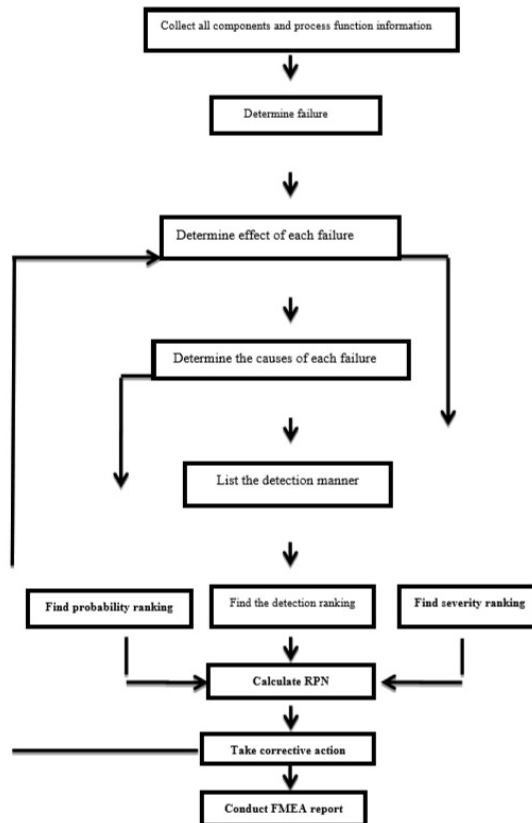 Collect all components and process function information
Determine failure
Determine effect of each failure
Determine the causes of each failure
List the detection manner
Find probability ranking
Find the detection ranking
Find severity ranking
Calculate RPN
Take corrective action
Conduct FMEA report